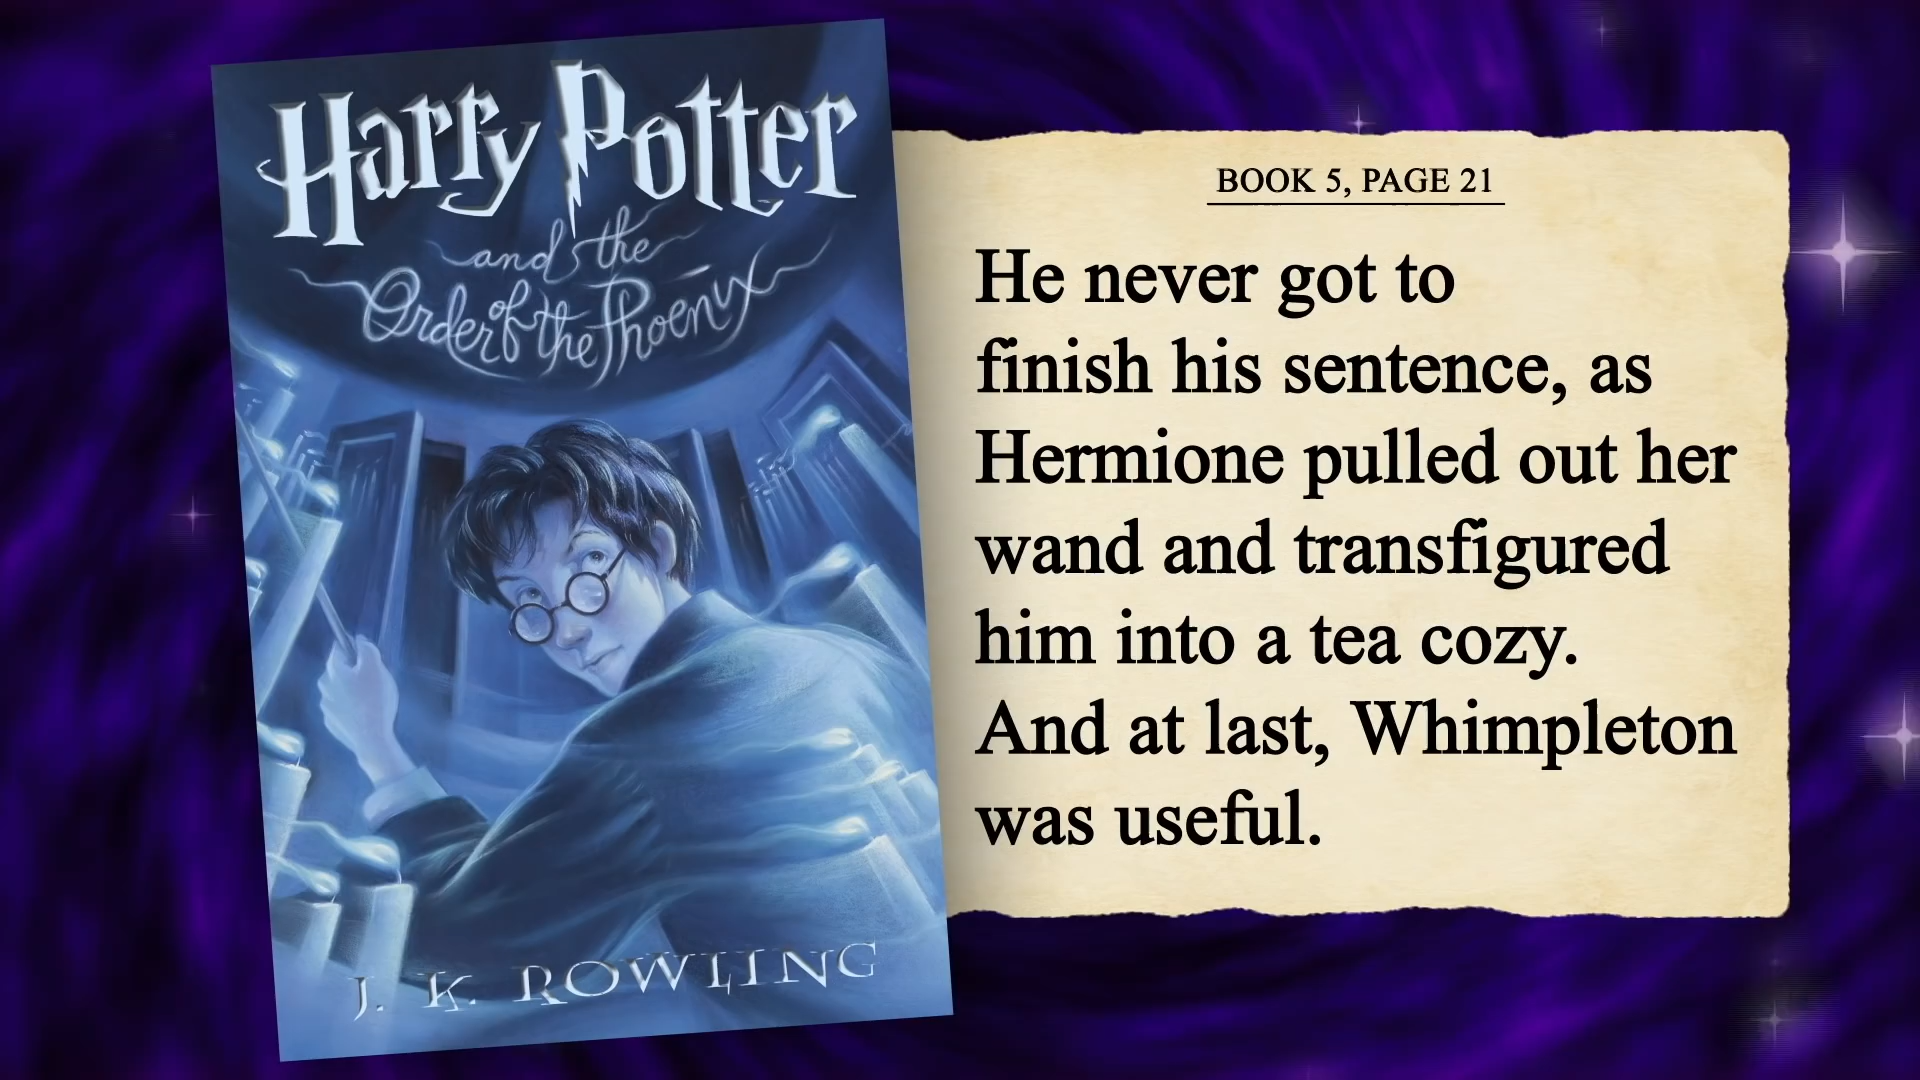 Harry Potter
and the
Order of the Phoenix
J. K. ROWLING
BOOK 5, PAGE 21
He never got to
finish his sentence, as
Hermione pulled out her
wand and transfigured
him into a tea cozy.
And at last, Whimpleton
was useful.